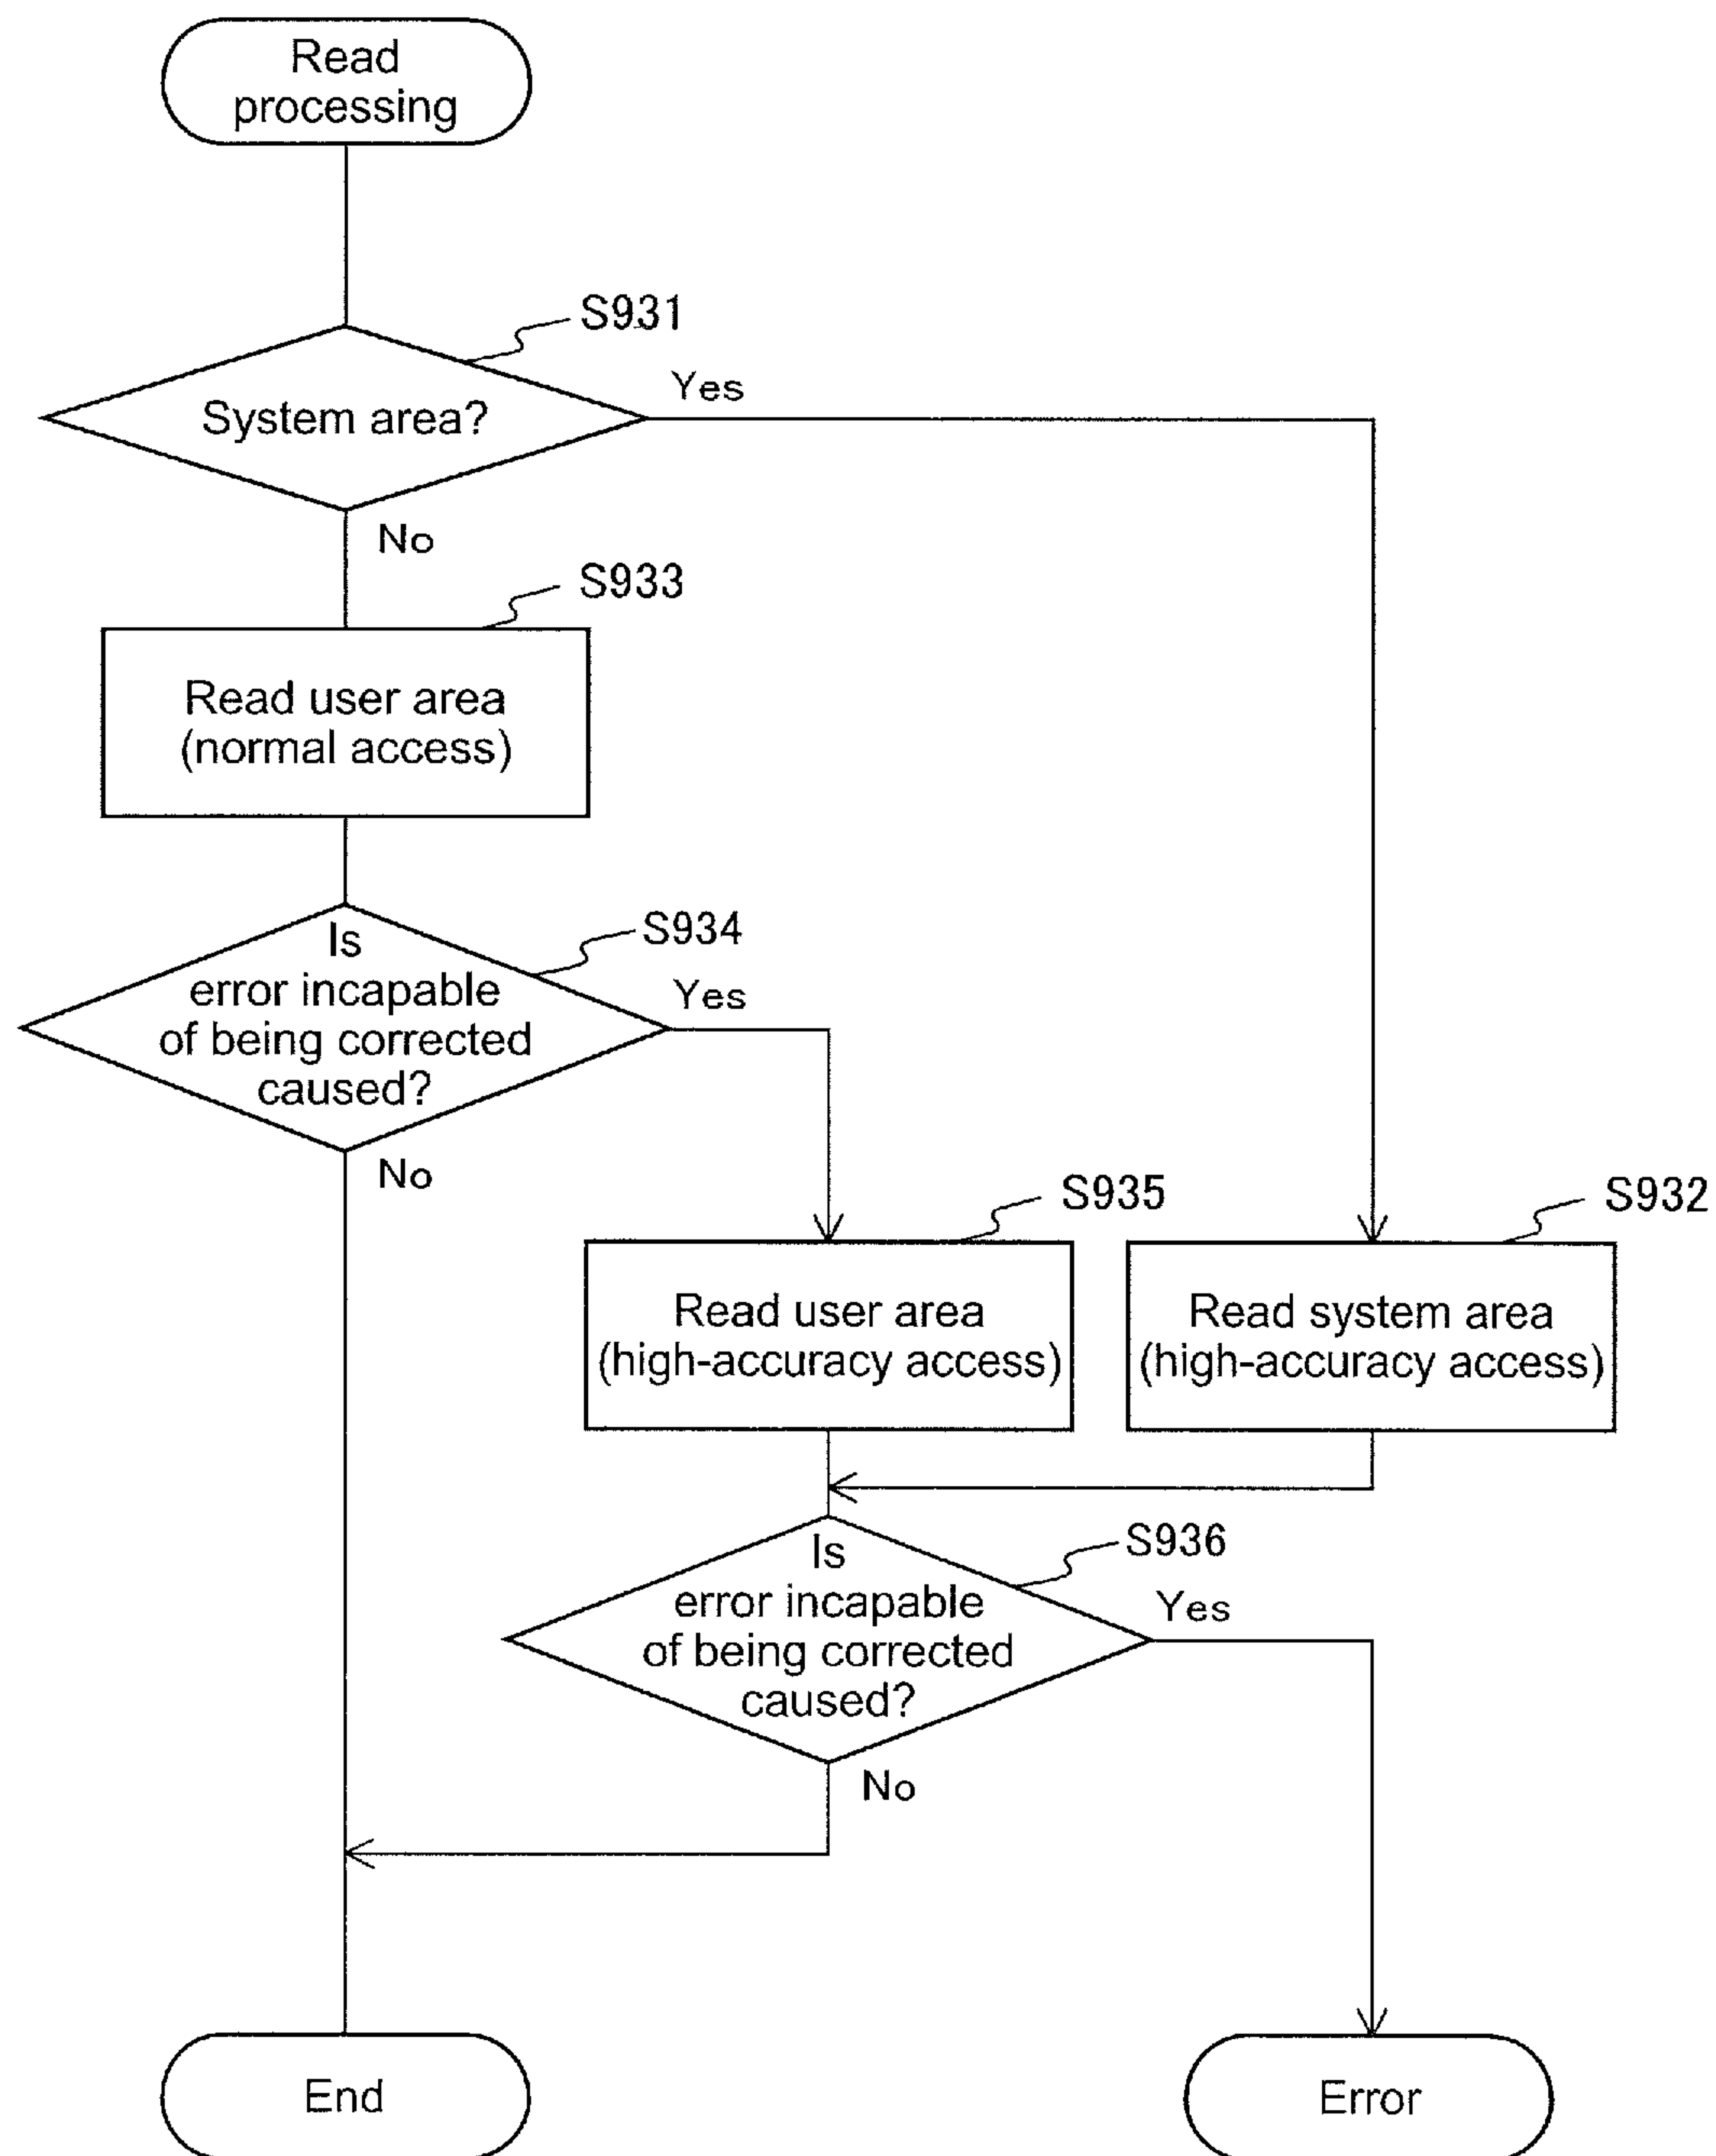 Read
processing
S931
Yes
System area?
No
S933
Read user area
(normal access)
S934
Is
error incapable
of being corrected
caused?
Yes
No
S935
S932
Read user area
(high-accuracy access)
Read system area
(high-accuracy access)
S936
Is
error incapable
of being corrected
caused?
Yes
No
End
Error